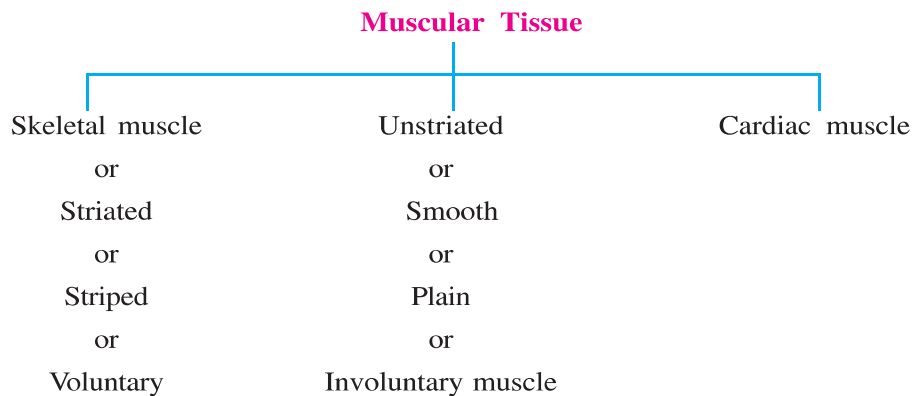 Muscular Tissue
Skeletal muscle Unstriated Cardiac muscle
or or
Striated Smooth
or or
Striped Plain
or or
Voluntary Involuntary muscle